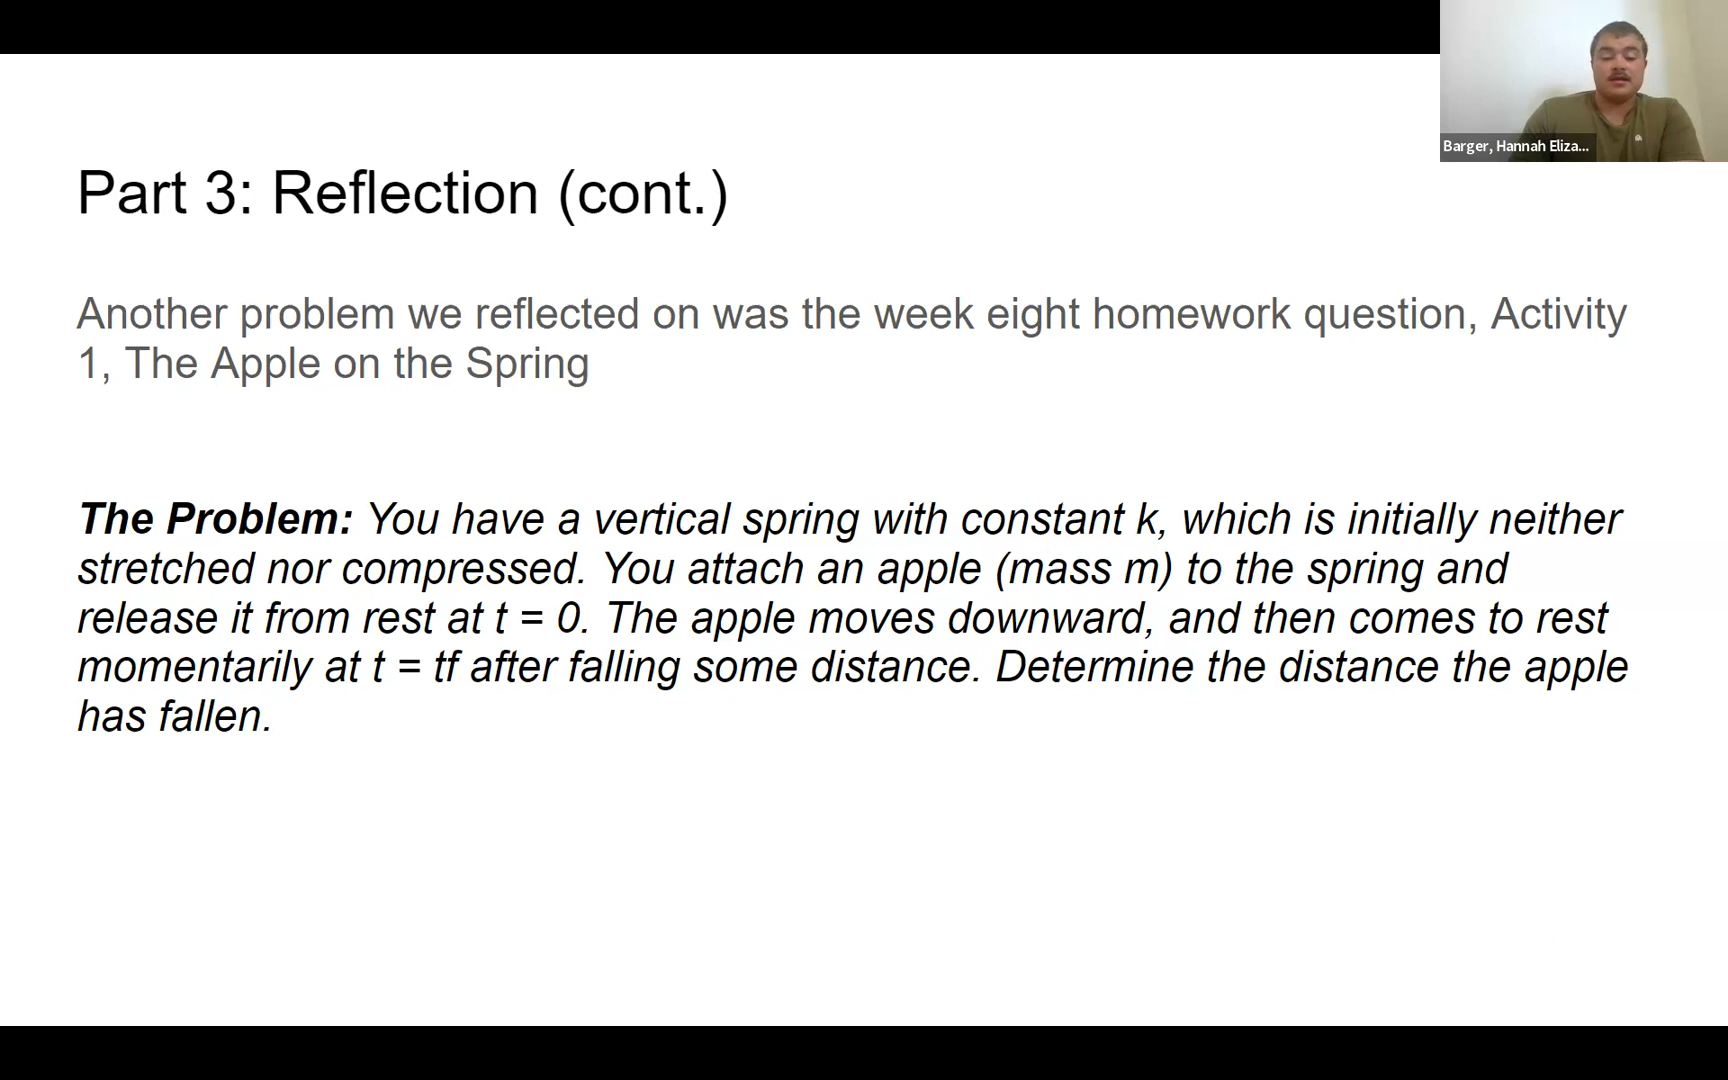 Barger, Hannah Eliza...
Part 3: Reflection (cont.)
Another problem we reflected on was the week eight homework question, Activity
1, The Apple on the Spring
The Problem: You have a vertical spring with constant k, which is initially neither
stretched nor compressed. You attach an apple (mass m) to the spring and
release it from rest at t = 0. The apple moves downward, and then comes to rest
momentarily at t = tf after falling some distance. Determine the distance the apple
has fallen.